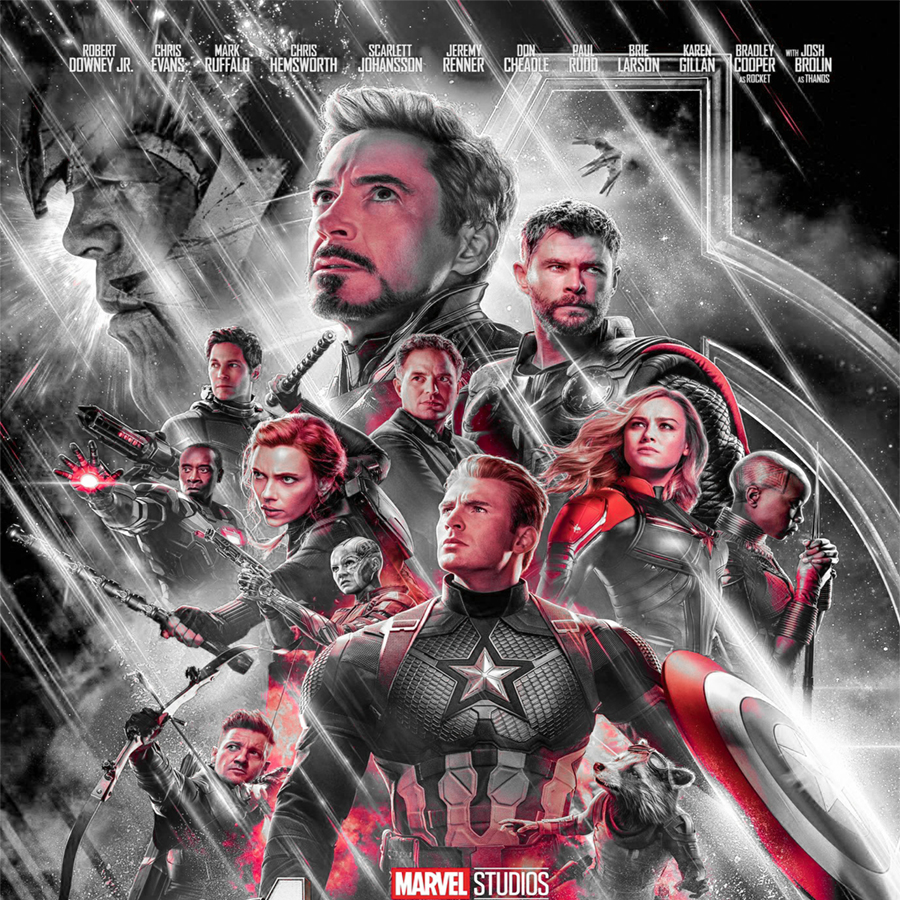 ROBERT DOWNEY JR. CHRIS EVANS MARK RUFFALO CHRIS HEMSWORTH SCARLETT JOHANSSON JEREMY RENNER DON CHEADLE PAUL RUDD BRIE LARSON KAREN GILLAN BRADLEY COOPER AS ROCKET WITH JOSH BROLIN AS THANOS
MARVEL STUDIOS